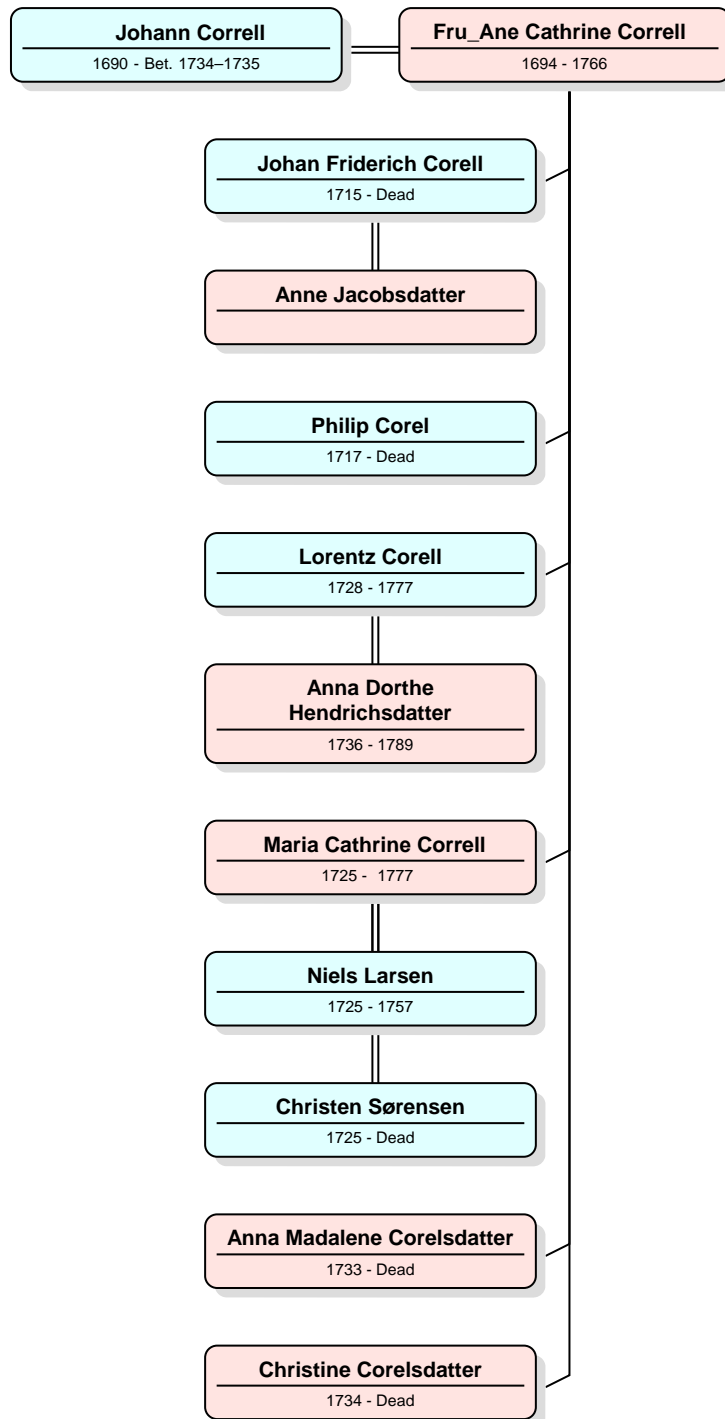 Johann Correll
1690 - Bet. 1734–1735
Fru_Ane Cathrine Correll
1694 - 1766
Johan Friderich Corell
1715 - Dead
Anne Jacobsdatter
Philip Corel
1717 - Dead
Lorentz Corell
1728 - 1777
Anna Dorthe
Hendrichsdatter
1736 - 1789
Maria Cathrine Correll
1725 -  1777
Niels Larsen
1725 - 1757
Christen Sørensen
1725 - Dead
Anna Madalene Corelsdatter
1733 - Dead
Christine Corelsdatter
1734 - Dead